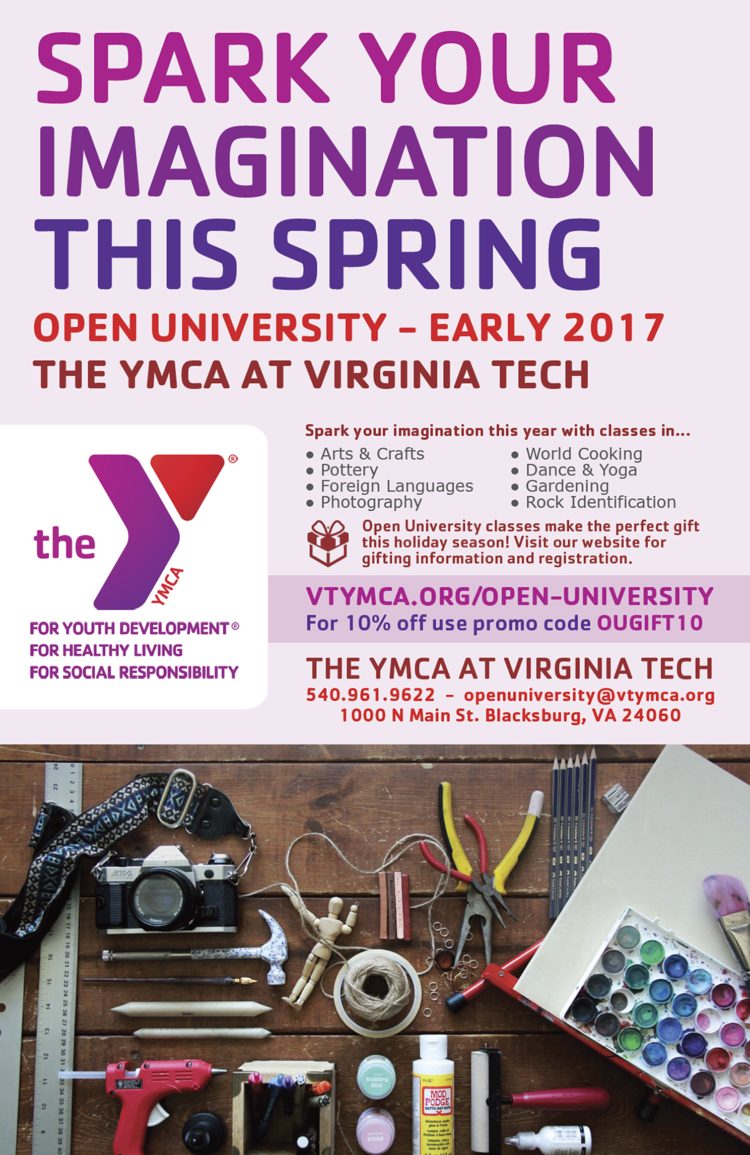 SPARK YOUR
IMAGINATION
THIS SPRING
OPEN UNIVERSITY – EARLY 2017
THE YMCA AT VIRGINIA TECH
the
YMCA
®
FOR YOUTH DEVELOPMENT®
FOR HEALTHY LIVING
FOR SOCIAL RESPONSIBILITY
Spark your imagination this year with classes in...
● Arts & Crafts
● Pottery
● Foreign Languages
● Photography
● World Cooking
● Dance & Yoga
● Gardening
● Rock Identification
Open University classes make the perfect gift
this holiday season! Visit our website for
gifting information and registration.
VTYMCA.ORG/OPEN-UNIVERSITY
For 10% off use promo code OUGIFT10
THE YMCA AT VIRGINIA TECH
540.961.9622 – openuniversity@vtymca.org
1000 N Main St. Blacksburg, VA 24060
MOD
PODGE